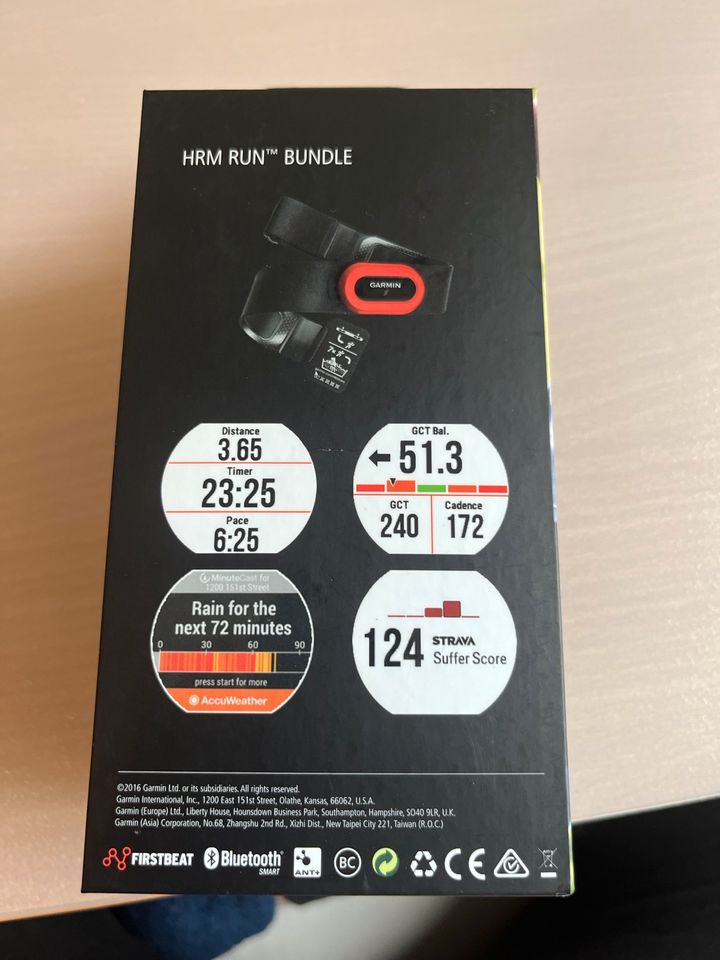 HRM RUN™ BUNDLE
GARMIN
Distance
3.65
Timer
23:25
Pace
6:25
GCT Bal.
51.3
GCT
240
Cadence
172
MinuteCast for
1200 151st Street
Rain for the
next 72 minutes
0 30 60 90
press start for more
AccuWeather
124 STRAVA
Suffer Score
©2016 Garmin Ltd. or its subsidiaries. All rights reserved.
Garmin International, Inc., 1200 East 151st Street, Olathe, Kansas, 66062, U.S.A.
Garmin (Europe) Ltd., Liberty House, Hounsdown Business Park, Southampton, Hampshire, SO40 9LR, U.K.
Garmin (Asia) Corporation, No.68, Zhangshu 2nd Rd., Xizhi Dist., New Taipei City 221, Taiwan (R.O.C.)
FIRSTBEAT Bluetooth® SMART ANT+ BC CE